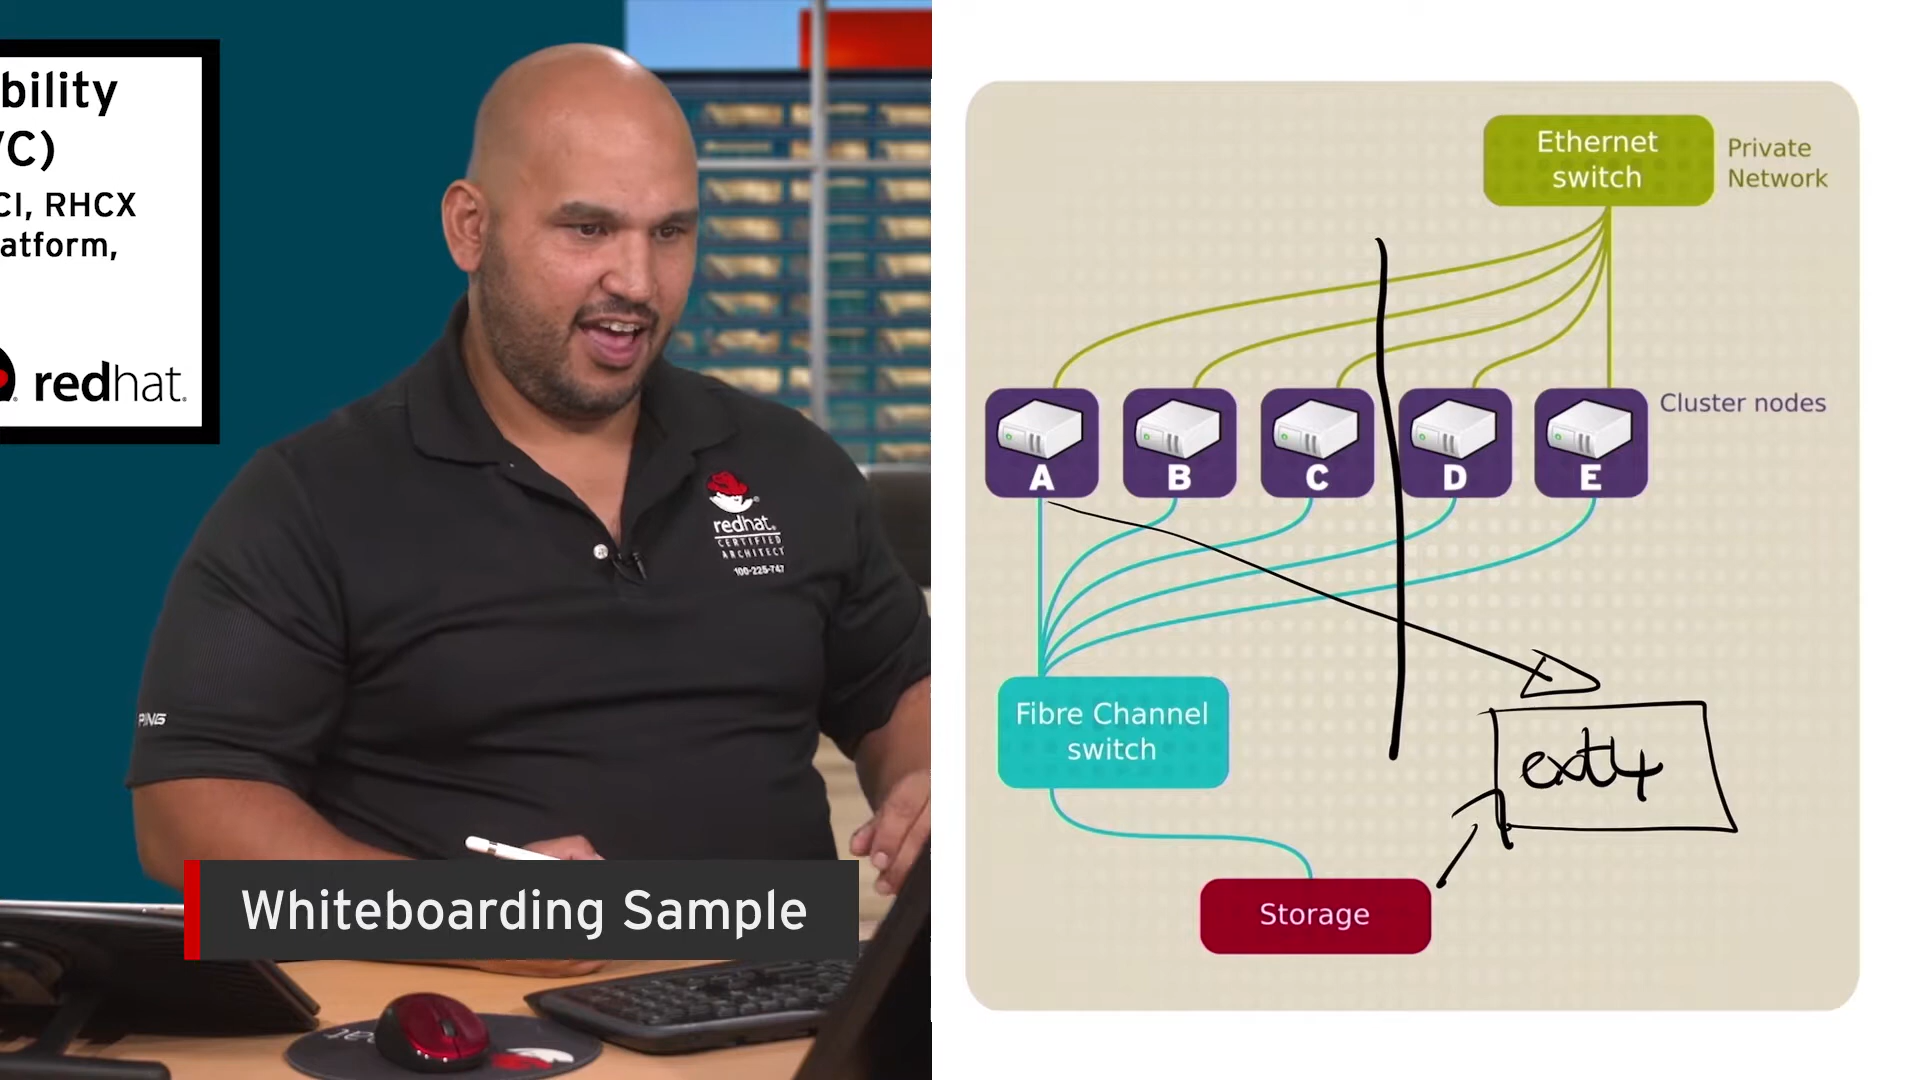 bility
/C)
CI, RHCX
atform,
redhat.
redhat.
CERTIFIED
ARCHITECT
100-225-747
PING
Whiteboarding Sample
Ethernet
switch
Private
Network
Cluster nodes
A
B
C
D
E
Fibre Channel
switch
ext4
Storage